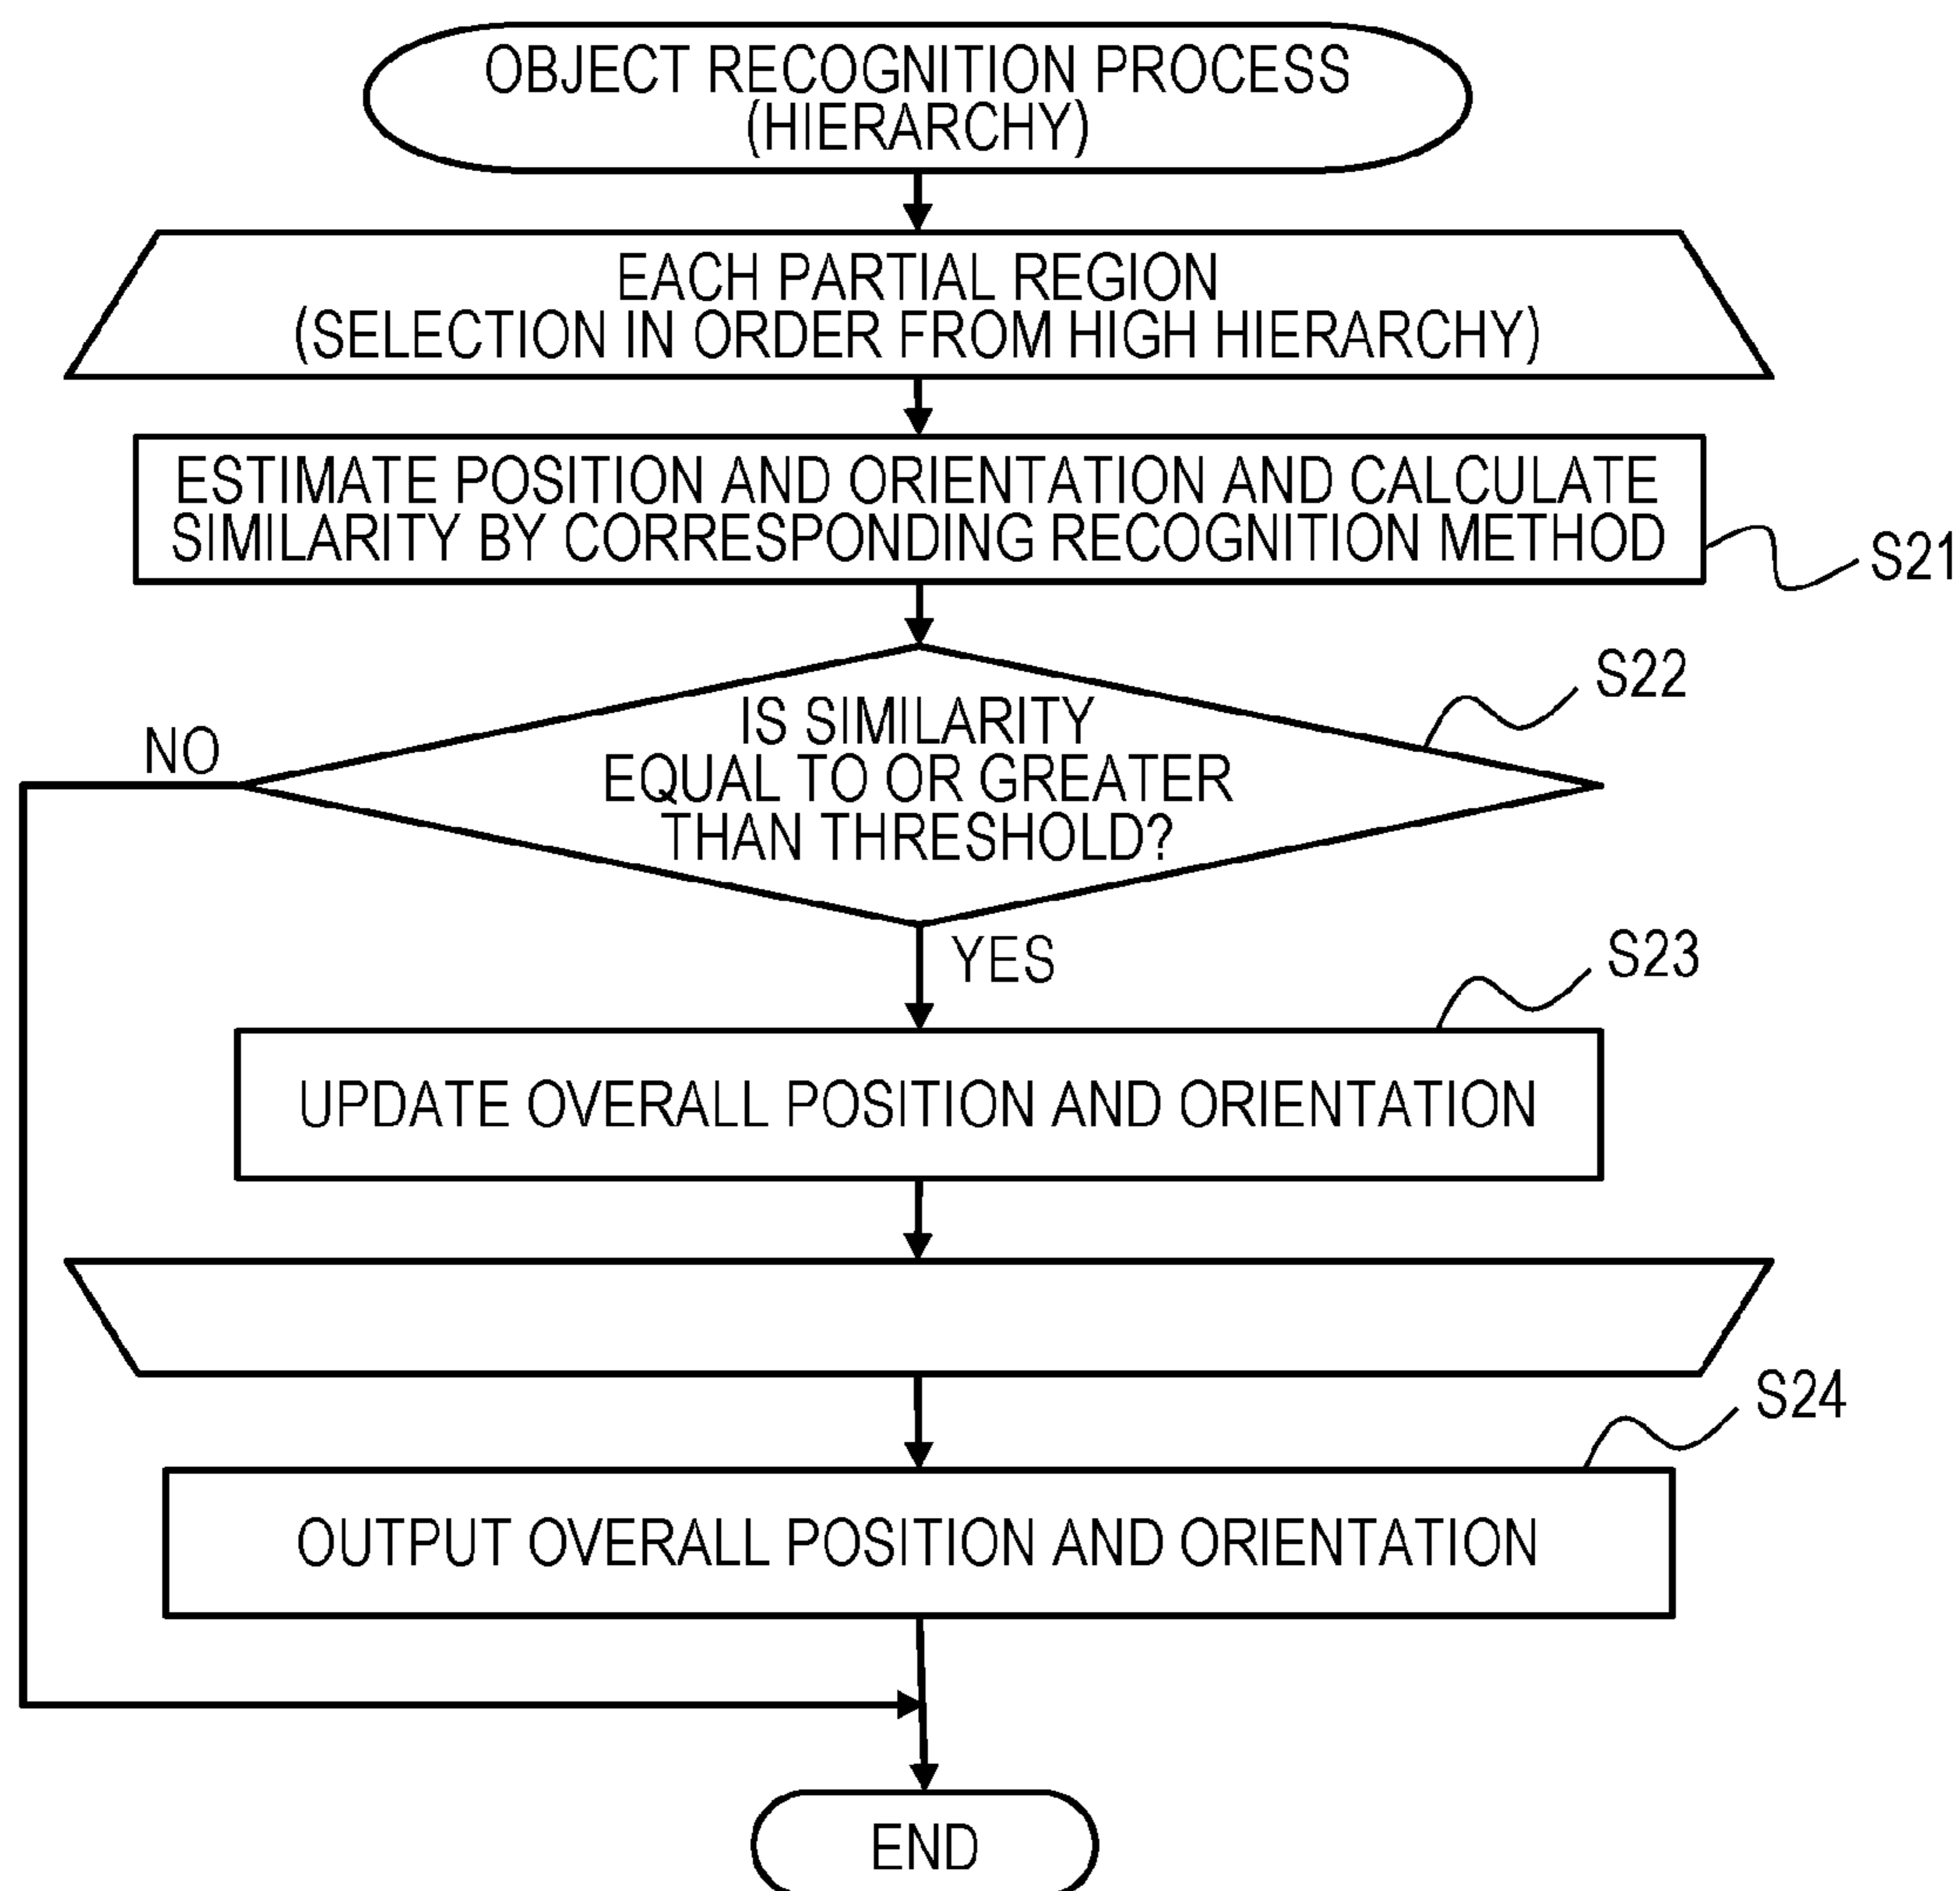 OBJECT RECOGNITION PROCESS
(HIERARCHY)
EACH PARTIAL REGION
(SELECTION IN ORDER FROM HIGH HIERARCHY)
ESTIMATE POSITION AND ORIENTATION AND CALCULATE
SIMILARITY BY CORRESPONDING RECOGNITION METHOD
S21
S22
IS SIMILARITY
EQUAL TO OR GREATER
THAN THRESHOLD?
NO
YES
S23
UPDATE OVERALL POSITION AND ORIENTATION
S24
OUTPUT OVERALL POSITION AND ORIENTATION
END